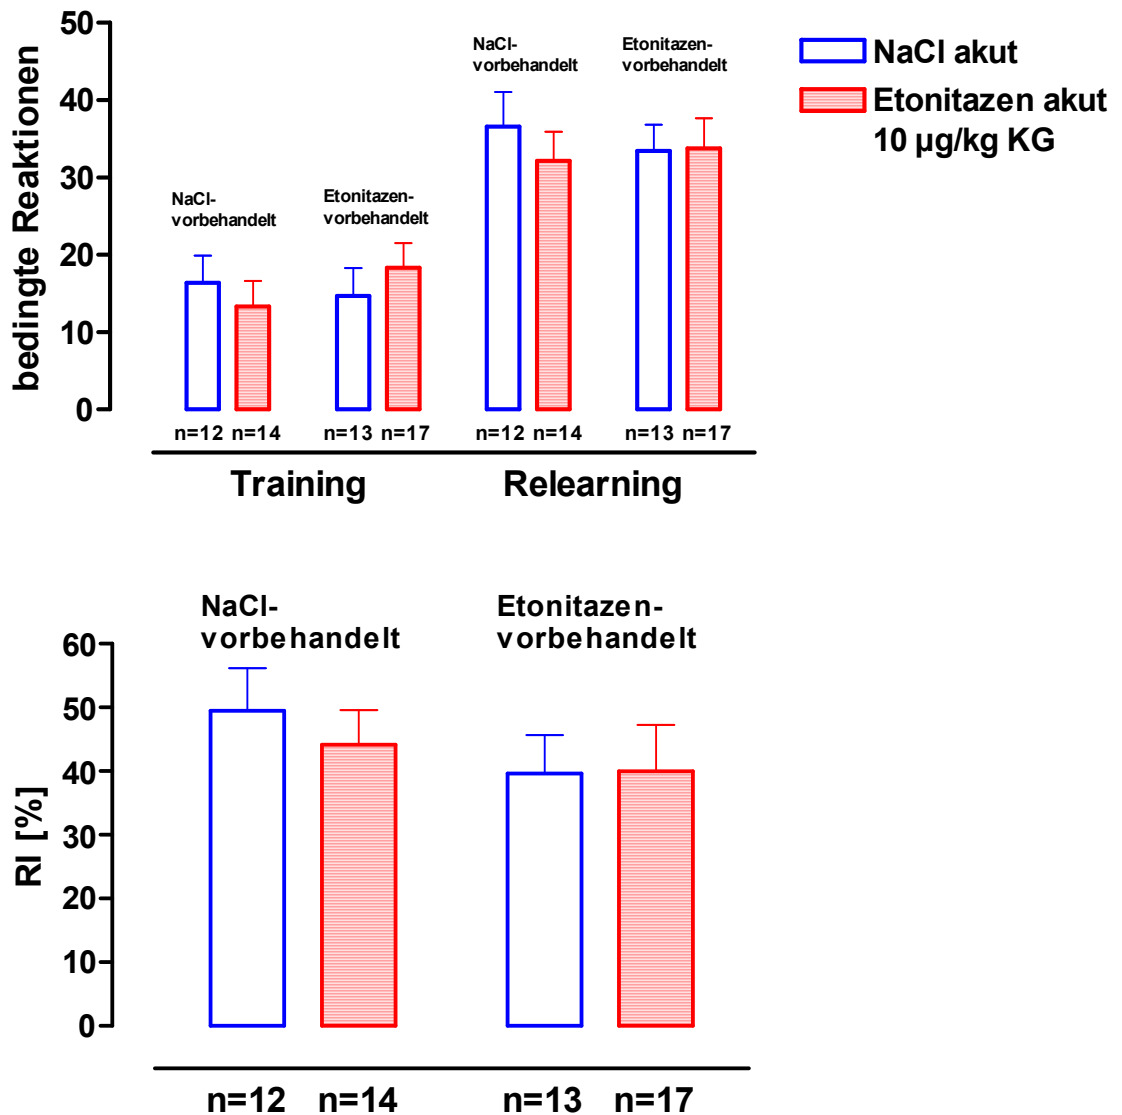 50
40
30
20
10
0
bedingte Reaktionen
NaCl-
vorbehandelt
Etonitazen-
vorbehandelt
NaCl-
vorbehandelt
Etonitazen-
vorbehandelt
NaCl akut
Etonitazen akut
10 µg/kg KG
n=12 n=14 n=13 n=17 n=12 n=14 n=13 n=17
Training Relearning
NaCl-
vorbehandelt
Etonitazen-
vorbehandelt
60
50
40
30
20
10
0
RI [%]
n=12 n=14 n=13 n=17